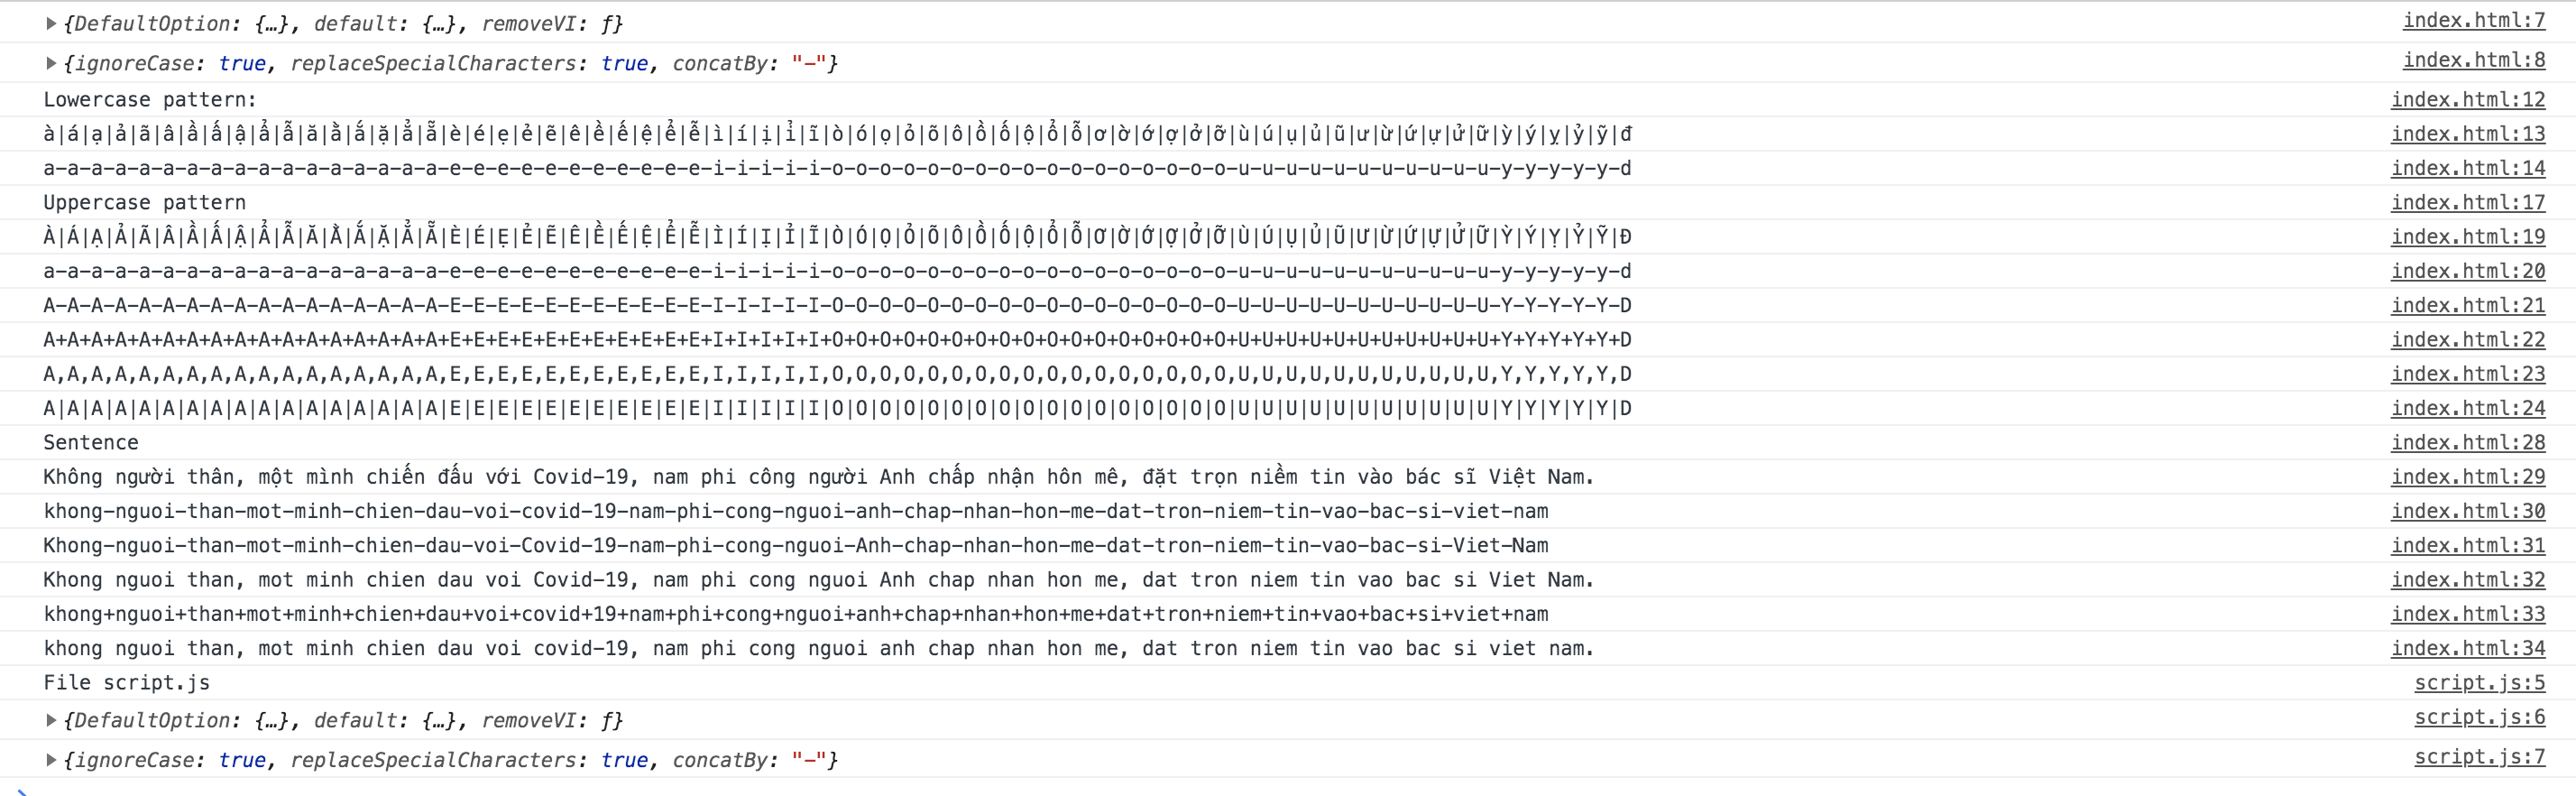 {DefaultOption: {…}, default: {…}, removeVI: ƒ} index.html:7
{ignoreCase: true, replaceSpecialCharacters: true, concatBy: "-"} index.html:8
Lowercase pattern: index.html:12
à|á|ạ|ả|ã|â|ầ|ấ|ậ|ẩ|ẫ|ă|ằ|ắ|ặ|ẳ|ẵ|è|é|ẹ|ẻ|ẽ|ê|ề|ế|ệ|ể|ễ|ì|í|ị|ỉ|ĩ|ò|ó|ọ|ỏ|õ|ô|ồ|ố|ộ|ổ|ỗ|ơ|ờ|ớ|ợ|ở|ỡ|ù|ú|ụ|ủ|ũ|ư|ừ|ứ|ự|ử|ữ|ỳ|ý|ỵ|ỷ|ỹ|đ index.html:13
a-a-a-a-a-a-a-a-a-a-a-a-a-a-a-a-a-e-e-e-e-e-e-e-e-e-e-e-i-i-i-i-i-o-o-o-o-o-o-o-o-o-o-o-o-o-o-o-o-o-u-u-u-u-u-u-u-u-u-u-u-y-y-y-y-y-d index.html:14
Uppercase pattern index.html:17
À|Á|Ạ|Ả|Ã|Â|Ầ|Ấ|Ậ|Ẩ|Ẫ|Ă|Ằ|Ắ|Ặ|Ẳ|Ẵ|È|É|Ẹ|Ẻ|Ẽ|Ê|Ề|Ế|Ệ|Ể|Ễ|Ì|Í|Ị|Ỉ|Ĩ|Ò|Ó|Ọ|Ỏ|Õ|Ô|Ồ|Ố|Ộ|Ổ|Ỗ|Ơ|Ờ|Ớ|Ợ|Ở|Ỡ|Ù|Ú|Ụ|Ủ|Ũ|Ư|Ừ|Ứ|Ự|Ử|Ữ|Ỳ|Ý|Ỵ|Ỷ|Ỹ|Đ index.html:19
a-a-a-a-a-a-a-a-a-a-a-a-a-a-a-a-a-e-e-e-e-e-e-e-e-e-e-e-i-i-i-i-i-o-o-o-o-o-o-o-o-o-o-o-o-o-o-o-o-o-u-u-u-u-u-u-u-u-u-u-u-y-y-y-y-y-d index.html:20
A-A-A-A-A-A-A-A-A-A-A-A-A-A-A-A-A-E-E-E-E-E-E-E-E-E-E-E-I-I-I-I-I-O-O-O-O-O-O-O-O-O-O-O-O-O-O-O-O-O-U-U-U-U-U-U-U-U-U-U-U-Y-Y-Y-Y-Y-D index.html:21
A+A+A+A+A+A+A+A+A+A+A+A+A+A+A+A+A+E+E+E+E+E+E+E+E+E+E+E+I+I+I+I+I+O+O+O+O+O+O+O+O+O+O+O+O+O+O+O+O+O+U+U+U+U+U+U+U+U+U+U+U+Y+Y+Y+Y+Y+D index.html:22
A,A,A,A,A,A,A,A,A,A,A,A,A,A,A,A,A,E,E,E,E,E,E,E,E,E,E,E,I,I,I,I,I,O,O,O,O,O,O,O,O,O,O,O,O,O,O,O,O,O,U,U,U,U,U,U,U,U,U,U,U,Y,Y,Y,Y,Y,D index.html:23
A|A|A|A|A|A|A|A|A|A|A|A|A|A|A|A|A|E|E|E|E|E|E|E|E|E|E|E|I|I|I|I|I|O|O|O|O|O|O|O|O|O|O|O|O|O|O|O|O|O|U|U|U|U|U|U|U|U|U|U|U|Y|Y|Y|Y|Y|D index.html:24
Sentence index.html:28
Không người thân, một mình chiến đấu với Covid-19, nam phi công người Anh chấp nhận hôn mê, đặt trọn niềm tin vào bác sĩ Việt Nam. index.html:29
khong-nguoi-than-mot-minh-chien-dau-voi-covid-19-nam-phi-cong-nguoi-anh-chap-nhan-hon-me-dat-tron-niem-tin-vao-bac-si-viet-nam index.html:30
Khong-nguoi-than-mot-minh-chien-dau-voi-Covid-19-nam-phi-cong-nguoi-Anh-chap-nhan-hon-me-dat-tron-niem-tin-vao-bac-si-Viet-Nam index.html:31
Khong nguoi than, mot minh chien dau voi Covid-19, nam phi cong nguoi Anh chap nhan hon me, dat tron niem tin vao bac si Viet Nam. index.html:32
khong+nguoi+than+mot+minh+chien+dau+voi+covid+19+nam+phi+cong+nguoi+anh+chap+nhan+hon+me+dat+tron+niem+tin+vao+bac+si+viet+nam index.html:33
khong nguoi than, mot minh chien dau voi covid-19, nam phi cong nguoi anh chap nhan hon me, dat tron niem tin vao bac si viet nam. index.html:34
File script.js script.js:5
{DefaultOption: {…}, default: {…}, removeVI: ƒ} script.js:6
{ignoreCase: true, replaceSpecialCharacters: true, concatBy: "-"} script.js:7